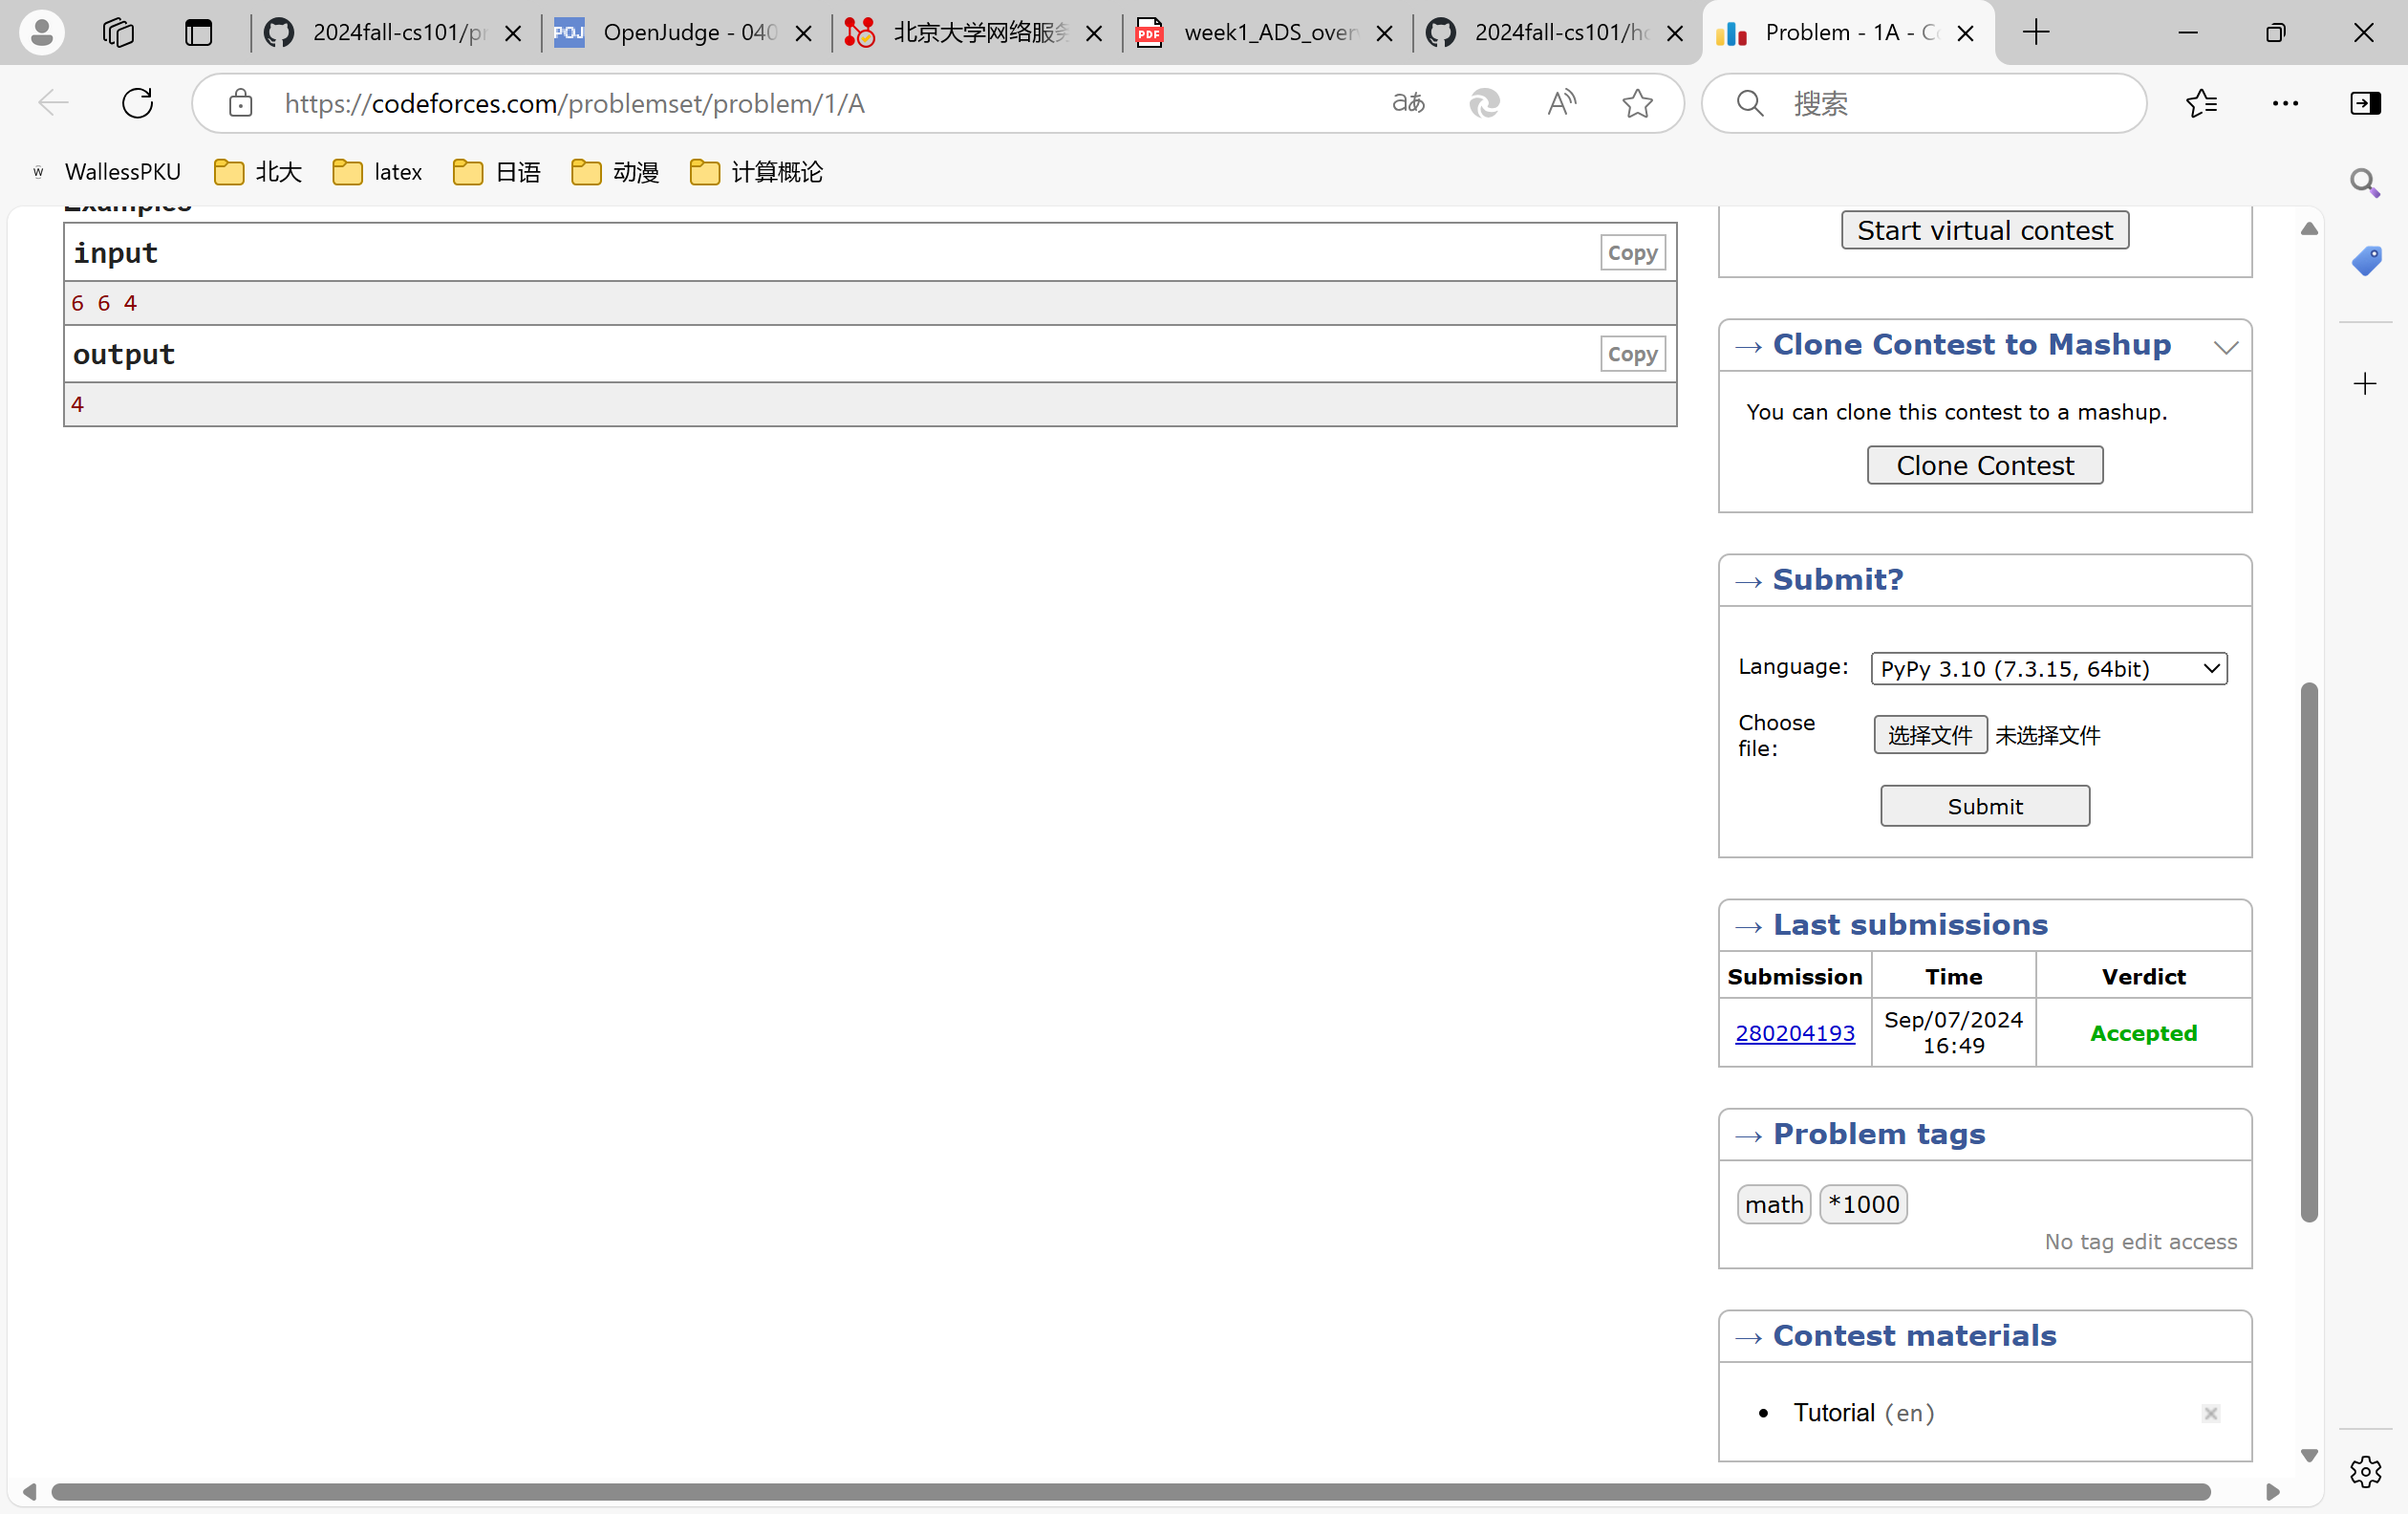 2024fall-cs101/pr
OpenJudge - 040
北京大学网络服务
week1_ADS_over
2024fall-cs101/ho
Problem - 1A - Co
https://codeforces.com/problemset/problem/1/A
搜索
WallessPKU
北大
latex
日语
动漫
计算概论
Examples
input
Copy
6 6 4
output
Copy
4
Start virtual contest
→ Clone Contest to Mashup
You can clone this contest to a mashup.
Clone Contest
→ Submit?
Language:
PyPy 3.10 (7.3.15, 64bit)
Choose
file:
选择文件 未选择文件
Submit
→ Last submissions
Submission Time Verdict
280204193 Sep/07/2024 16:49 Accepted
→ Problem tags
math *1000
No tag edit access
→ Contest materials
Tutorial (en)